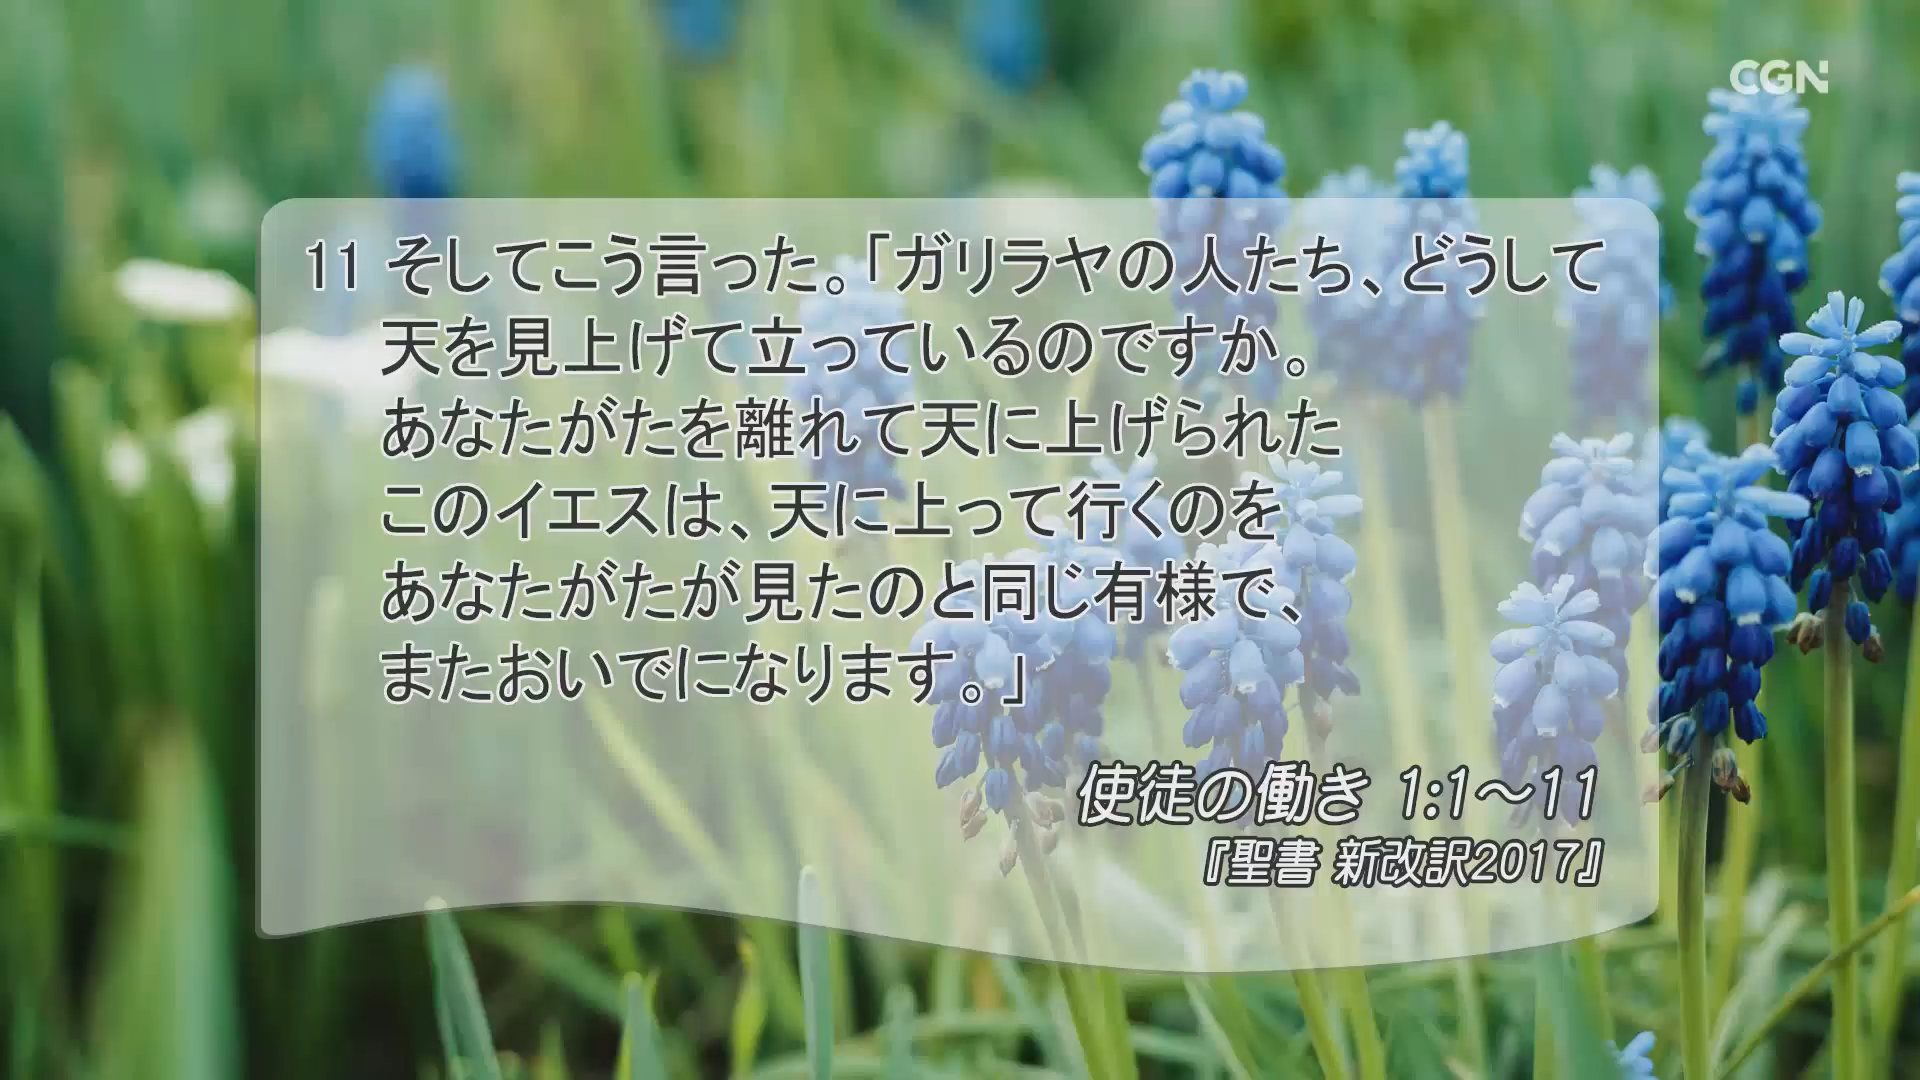 CGN
11 そしてこう言った。「ガリラヤの人たち、どうして
天を見上げて立っているのですか。
あなたがたを離れて天に上げられた
このイエスは、天に上って行くのを
あなたがたが見たのと同じ有様で、
またおいでになります。」
使徒の働き 1:1～11
『聖書 新改訳2017』